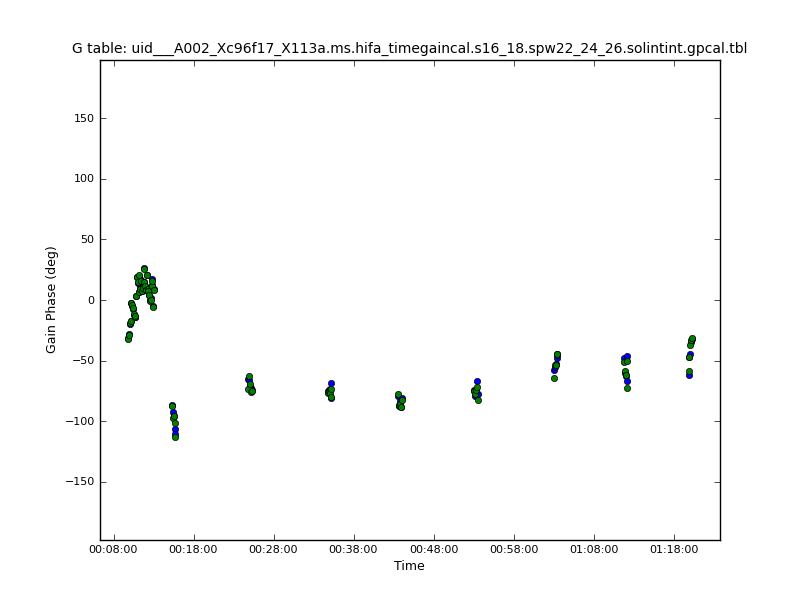 G table: uid___A002_Xc96f17_X113a.ms.hifa_timegaincal.s16_18.spw22_24_26.solintint.gpcal.tbl
150
100
50
0
−50
−100
−150
Gain Phase (deg)
00:08:00 00:18:00 00:28:00 00:38:00 00:48:00 00:58:00 01:08:00 01:18:00
Time